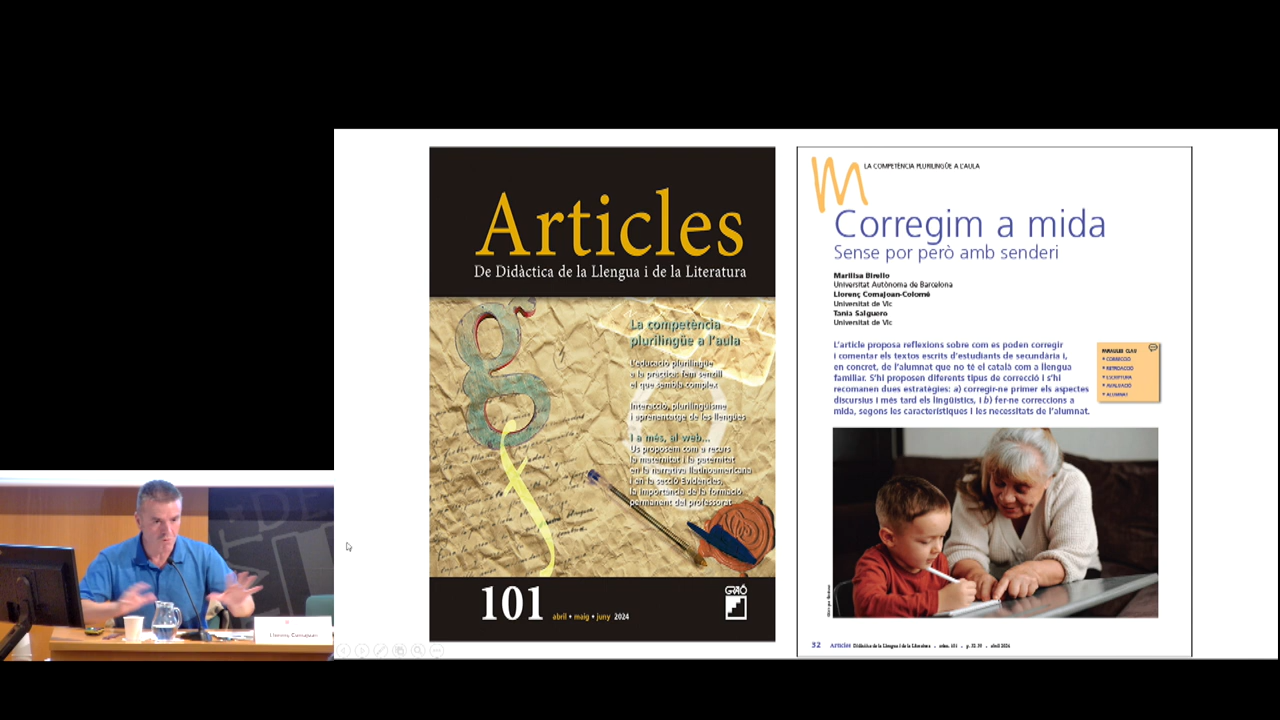 Articles
De Didàctica de la Llengua i de la Literatura
La competència
plurilingüe a l'aula
L'educació plurilingüe
a la pràctica: fem senzill
el que sembla complex
Interacció, plurilingüisme
i aprenentatge de les llengües
I a més, al web...
Us proposem com a recurs
la maternitat i la paternitat
en la narrativa llatinoamericana
i en la secció Evidències,
la importància de la formació
permanent del professorat
101
abril • maig • juny 2024
GRAÓ
LA COMPETÈNCIA PLURILINGÜE A L'AULA
Corregim a mida
Sense por però amb senderi
Marilisa Birello
Universitat Autònoma de Barcelona
Llorenç Comajoan-Colomé
Universitat de Vic
Tania Salguero
Universitat de Vic
L'article proposa reflexions sobre com es poden corregir
i comentar els textos escrits d'estudiants de secundària i,
en concret, de l'alumnat que no té el català com a llengua
familiar. S'hi proposen diferents tipus de correcció i s'hi
recomanen dues estratègies: a) corregir-ne primer els aspectes
discursius i més tard els lingüístics, i b) fer-ne correccions a
mida, segons les característiques i les necessitats de l'alumnat.
PARAULES CLAU
• CORRECCIÓ
• RETROACCIÓ
• ESCRIPTURA
• AVALUACIÓ
• ALUMNAT
32 Articles Didàctica de la Llengua i de la Literatura • núm. 101 • p. 32-39 • abril 2024
Llorenç, Comajoan